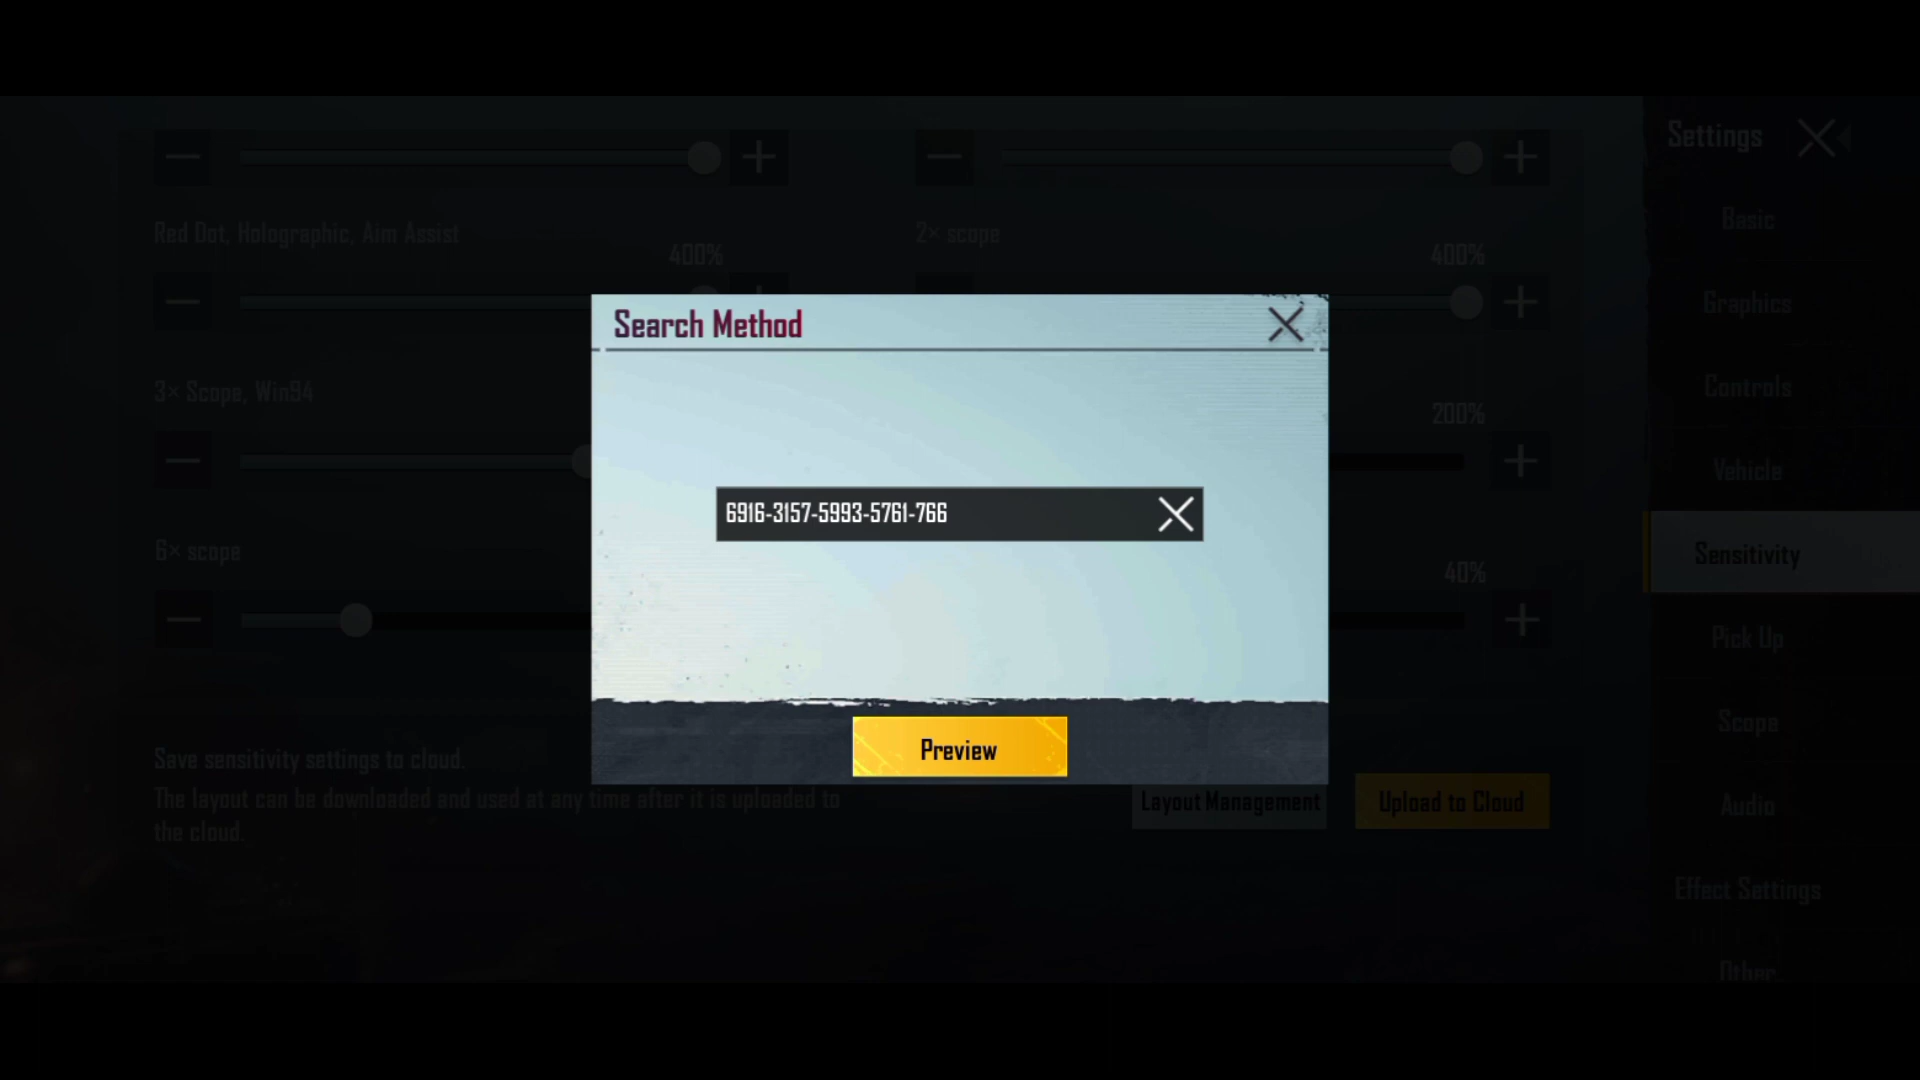 Settings
Basic
Red Dot, Holographic, Aim Assist
400%
2× scope
400%
Graphics
Search Method
Controls
3× Scope, Win94
200%
Vehicle
6916-3157-5993-5761-766
6× scope
Sensitivity
40%
Pick Up
Scope
Preview
Save sensitivity settings to cloud.
The layout can be downloaded and used at any time after it is uploaded to
the cloud.
Layout Management
Upload to Cloud
Audio
Effect Settings
Other